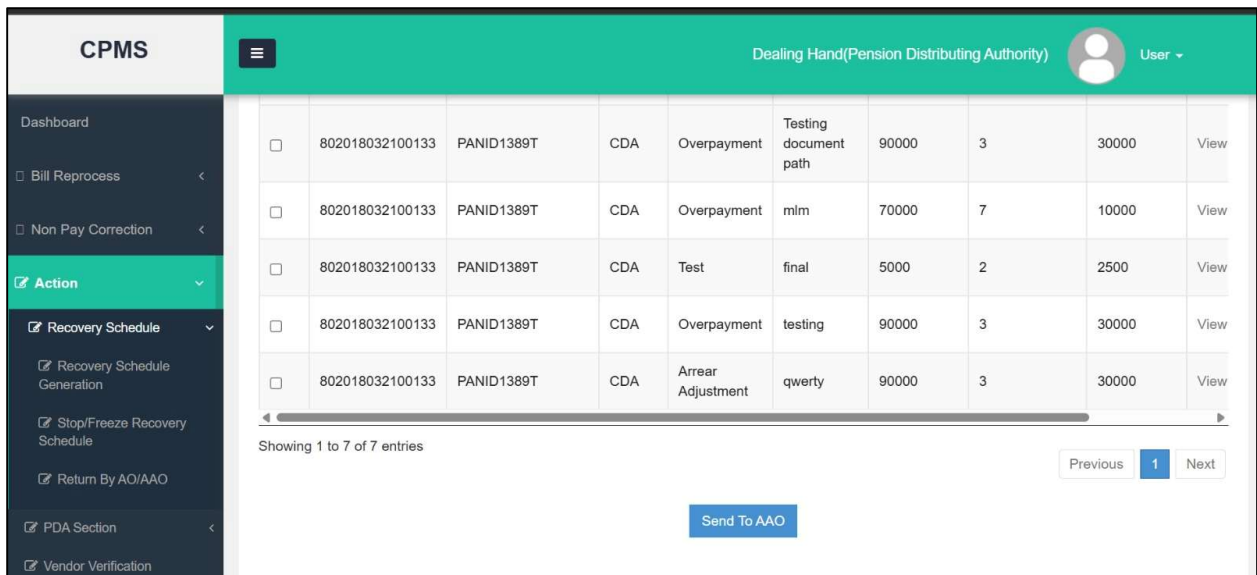 CPMS
Dealing Hand(Pension Distributing Authority)
User
Dashboard
Bill Reprocess
Non Pay Correction
Action
Recovery Schedule
Recovery Schedule
Generation
Stop/Freeze Recovery
Schedule
Return By AO/AAO
PDA Section
Vendor Verification
802018032100133 PANID1389T CDA Overpayment Testing
document
path 90000 3 30000 View
802018032100133 PANID1389T CDA Overpayment mlm 70000 7 10000 View
802018032100133 PANID1389T CDA Test final 5000 2 2500 View
802018032100133 PANID1389T CDA Overpayment testing 90000 3 30000 View
802018032100133 PANID1389T CDA Arrear
Adjustment qwerty 90000 3 30000 View
Showing 1 to 7 of 7 entries
Previous 1 Next
Send To AAO